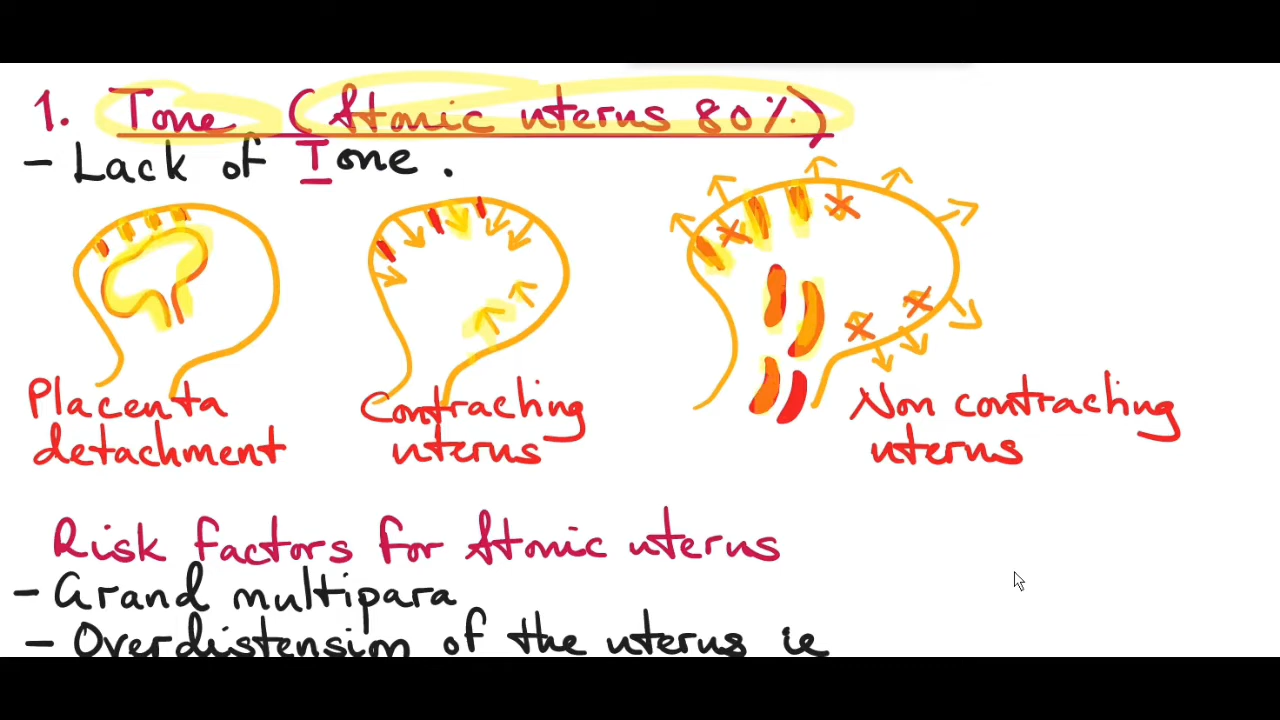 1. Tone (Atonic uterus 80%)
- Lack of Tone.
Placenta detachment
Contracting uterus
Non contracting uterus
Risk factors for Atonic uterus
- Grand multipara
- Overdistension of the uterus ie